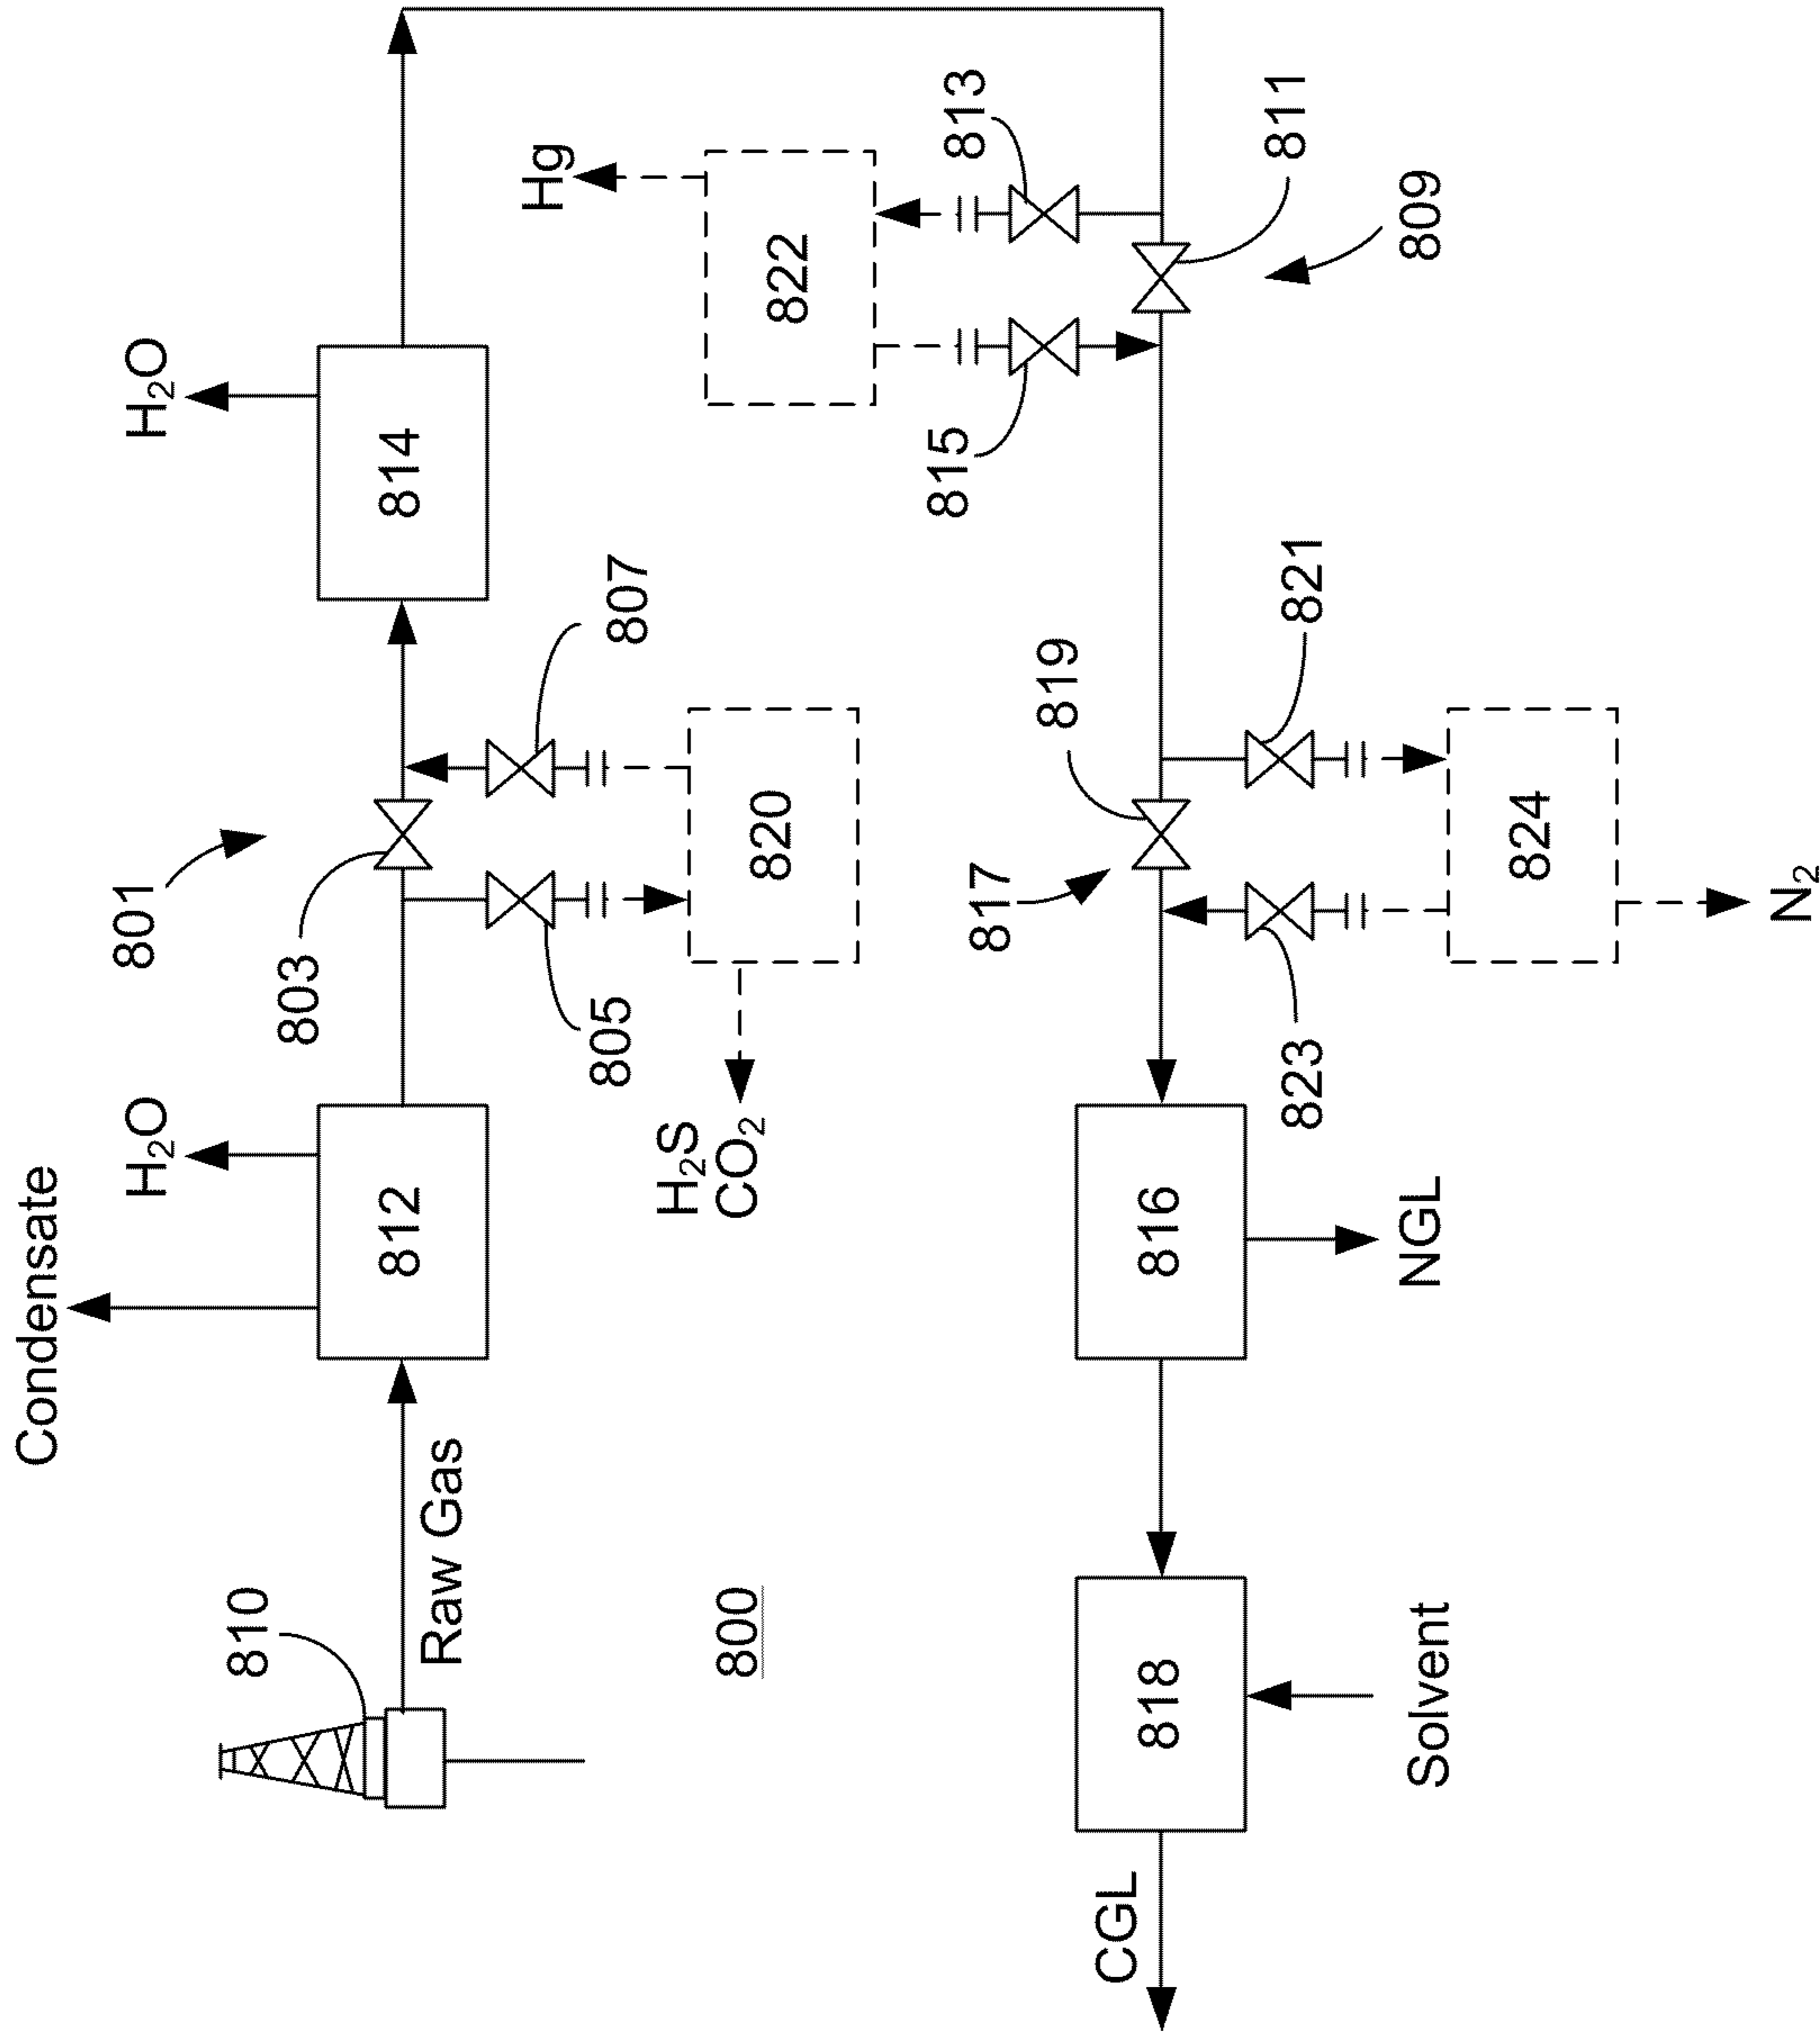 Condensate
H₂O
801
H₂O
810
803
812
814
Raw Gas
Hg
805
807
H₂S
CO₂
800
820
822
815
813
817
819
CGL
818
816
823
821
811
Solvent
NGL
809
824
N₂